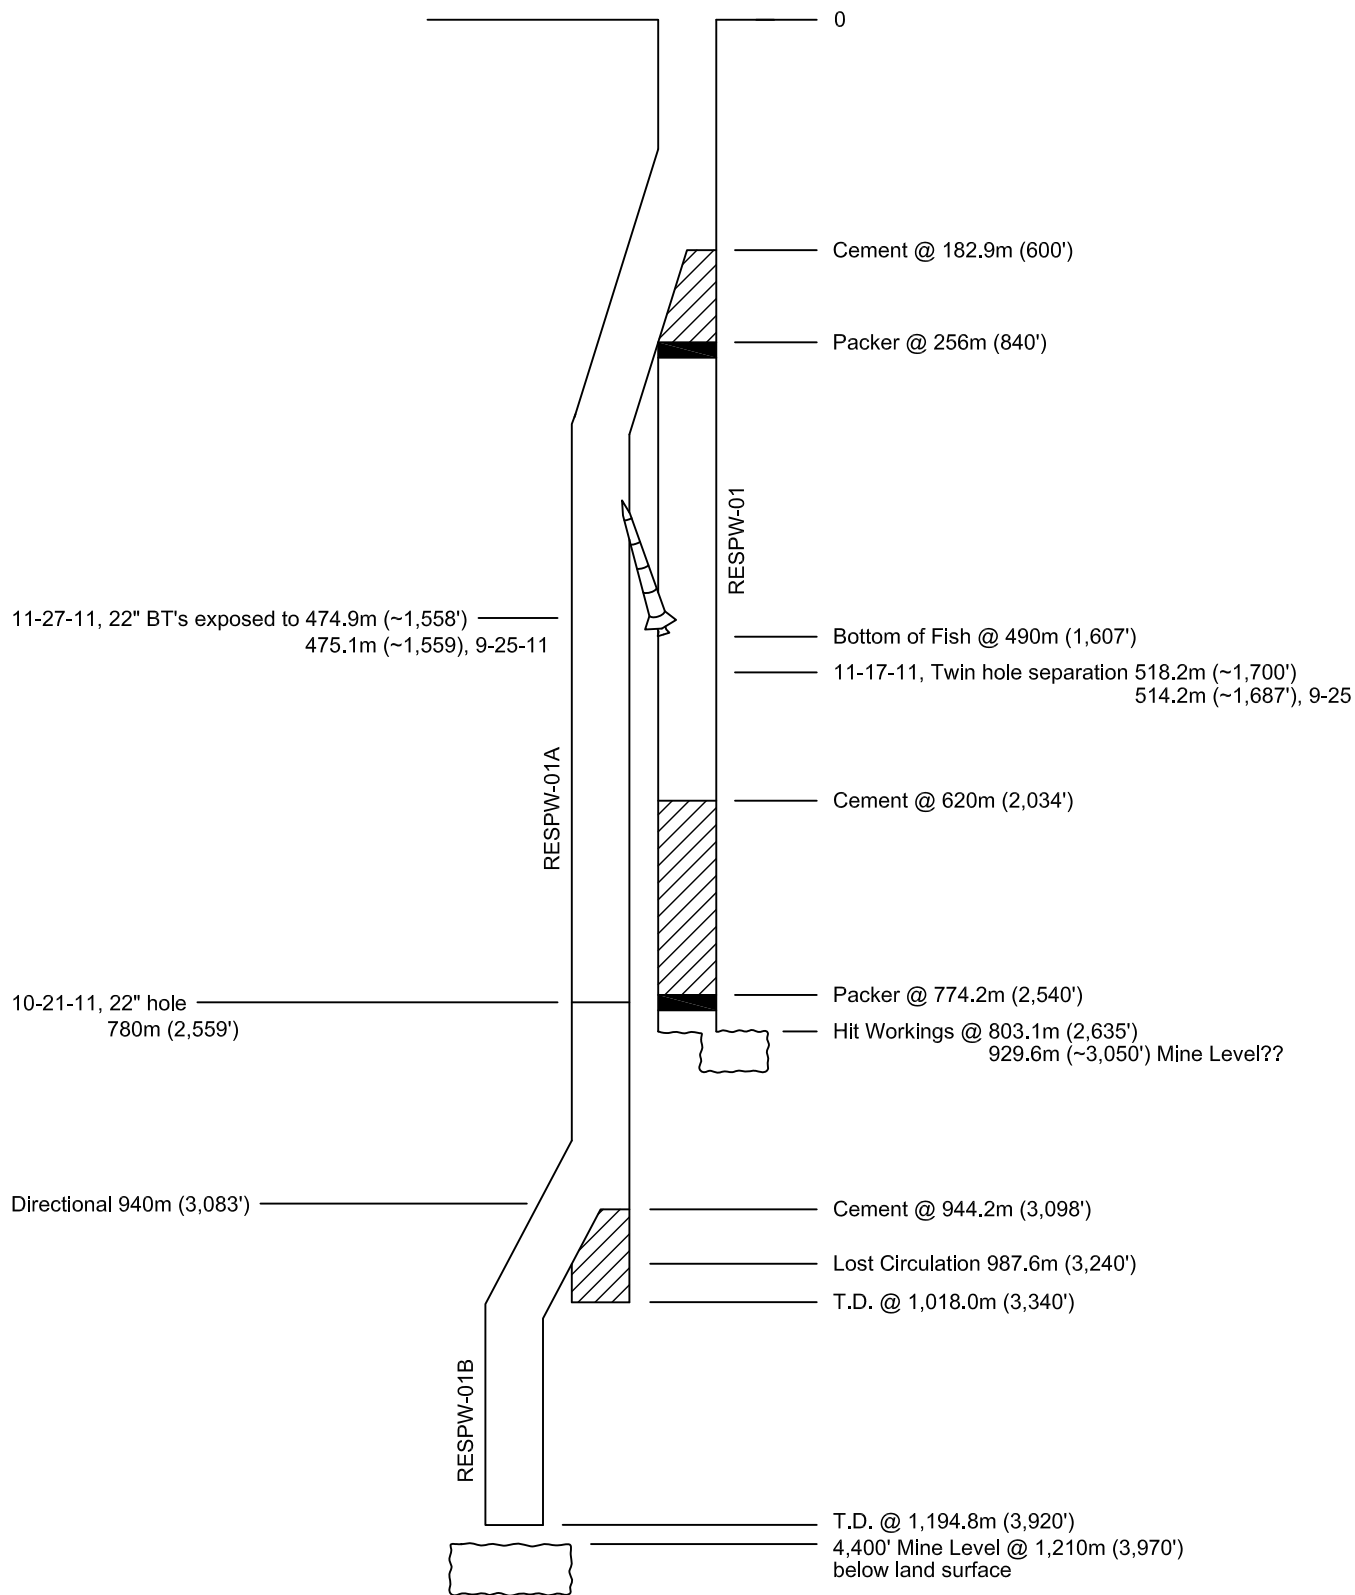 0
Cement @ 182.9m (600')
Packer @ 256m (840')
RESPW-01
11-27-11, 22" BT's exposed to 474.9m (~1,558')
475.1m (~1,559), 9-25-11
Bottom of Fish @ 490m (1,607')
11-17-11, Twin hole separation 518.2m (~1,700')
514.2m (~1,687'), 9-25
RESPW-01A
Cement @ 620m (2,034')
10-21-11, 22" hole
780m (2,559')
Packer @ 774.2m (2,540')
Hit Workings @ 803.1m (2,635')
929.6m (~3,050') Mine Level??
Directional 940m (3,083')
Cement @ 944.2m (3,098')
Lost Circulation 987.6m (3,240')
T.D. @ 1,018.0m (3,340')
RESPW-01B
T.D. @ 1,194.8m (3,920')
4,400' Mine Level @ 1,210m (3,970')
below land surface